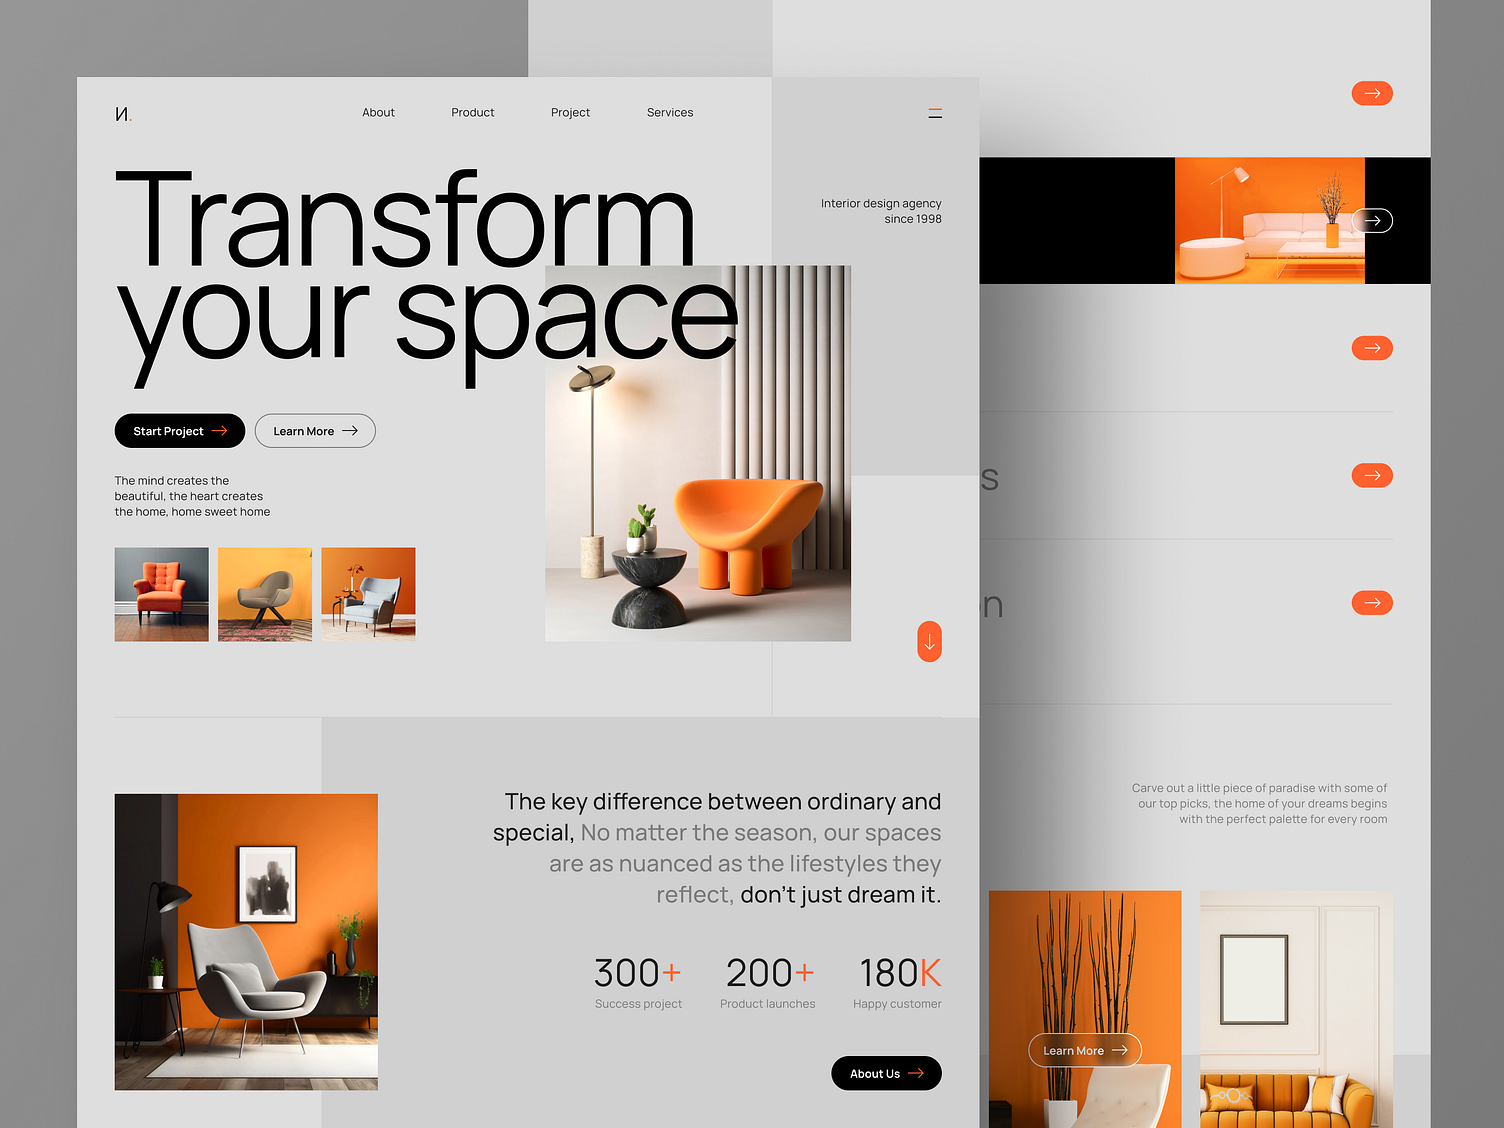 И.
About
Product
Project
Services
Transform
your space
Interior design agency
since 1998
Start Project
Learn More
The mind creates the
beautiful, the heart creates
the home, home sweet home
The key difference between ordinary and
special, No matter the season, our spaces
are as nuanced as the lifestyles they
reflect, don't just dream it.
300+
Success project
200+
Product launches
180K
Happy customer
About Us
s
n
Carve out a little piece of paradise with some of
our top picks, the home of your dreams begins
with the perfect palette for every room
Learn More